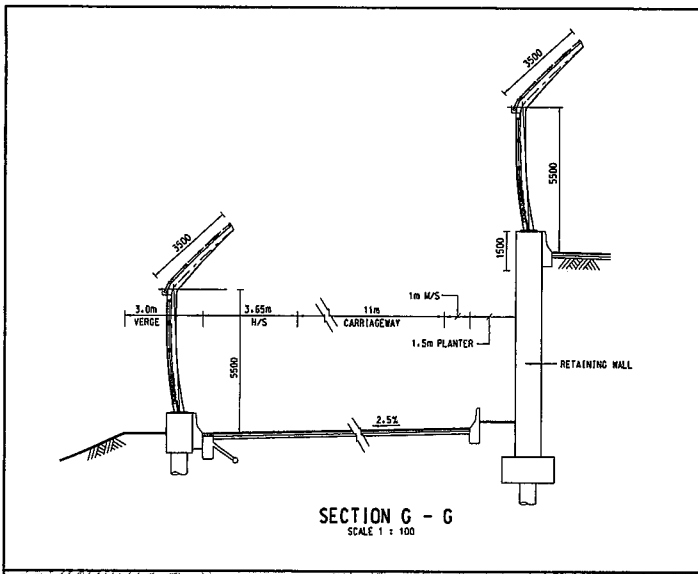 3500
5500
1500
3500
1m M/S
3.0m
3.65m
11m
VERGE
H/S
CARRIAGEWAY
1.5m PLANTER
5500
RETAINING WALL
2.5%
SECTION G - G
SCALE 1 : 100